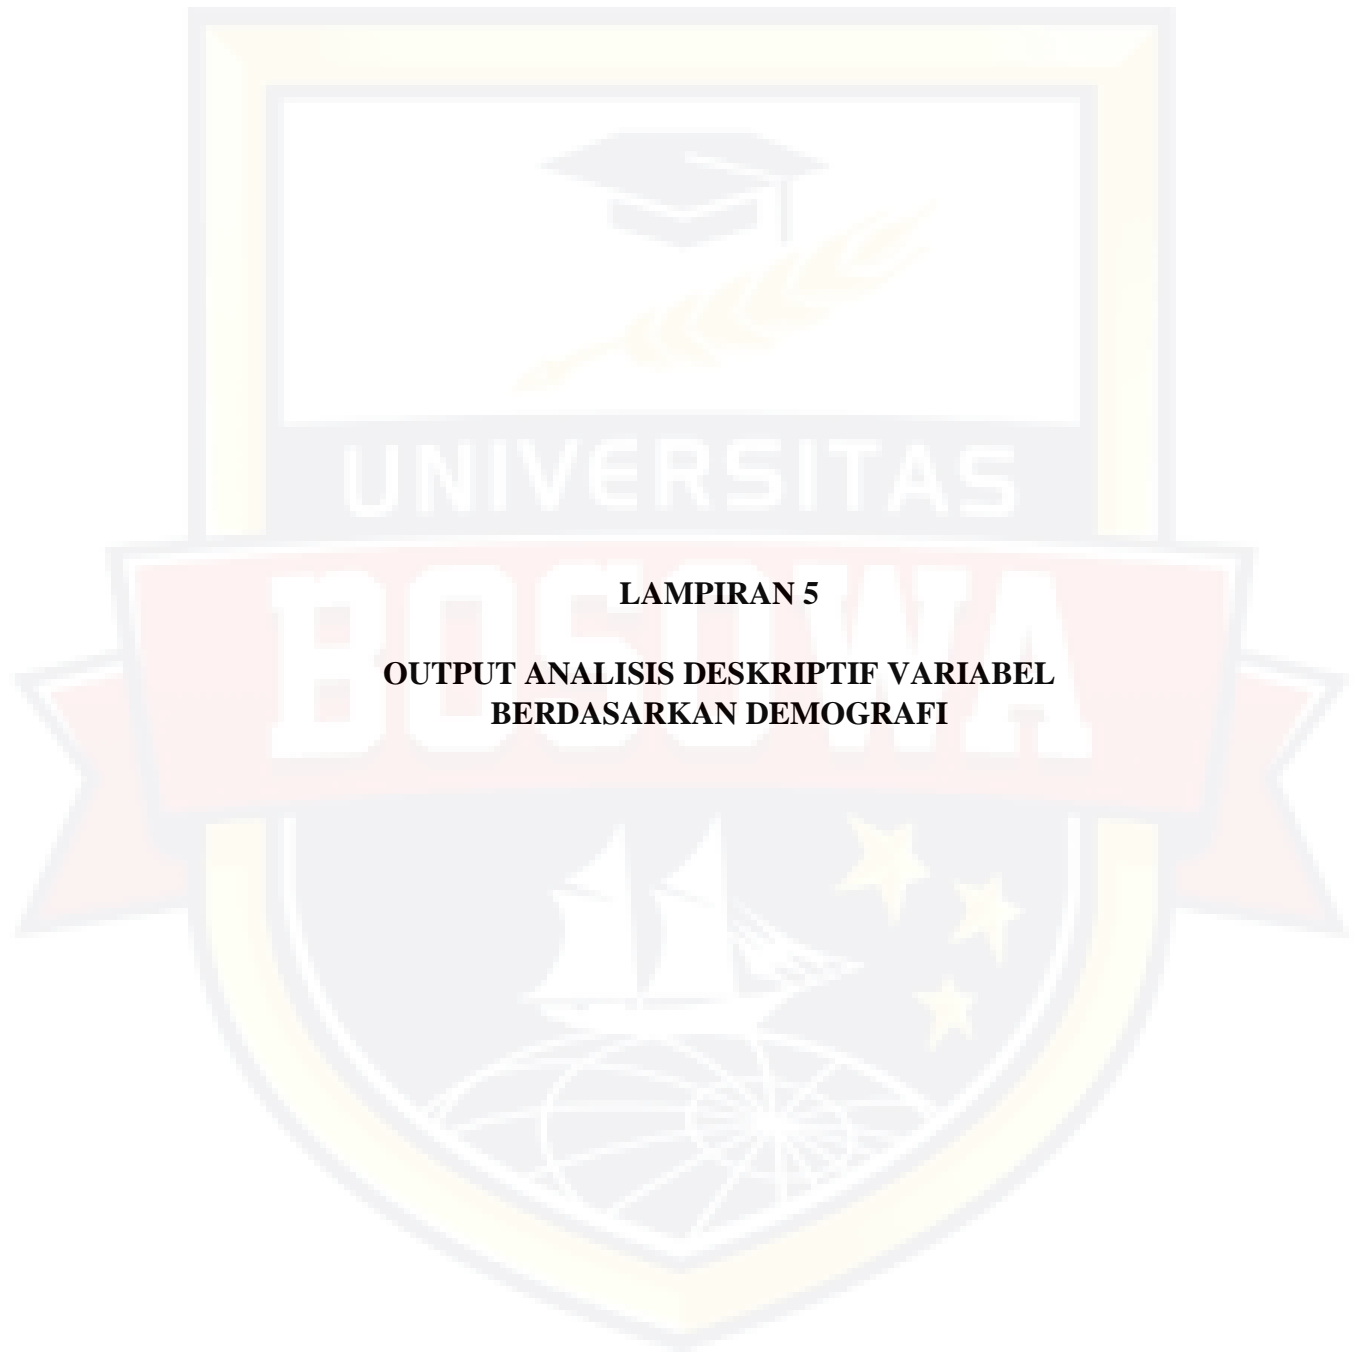 UNIVERSITAS
BOSOWA
LAMPIRAN 5
OUTPUT ANALISIS DESKRIPTIF VARIABEL
BERDASARKAN DEMOGRAFI